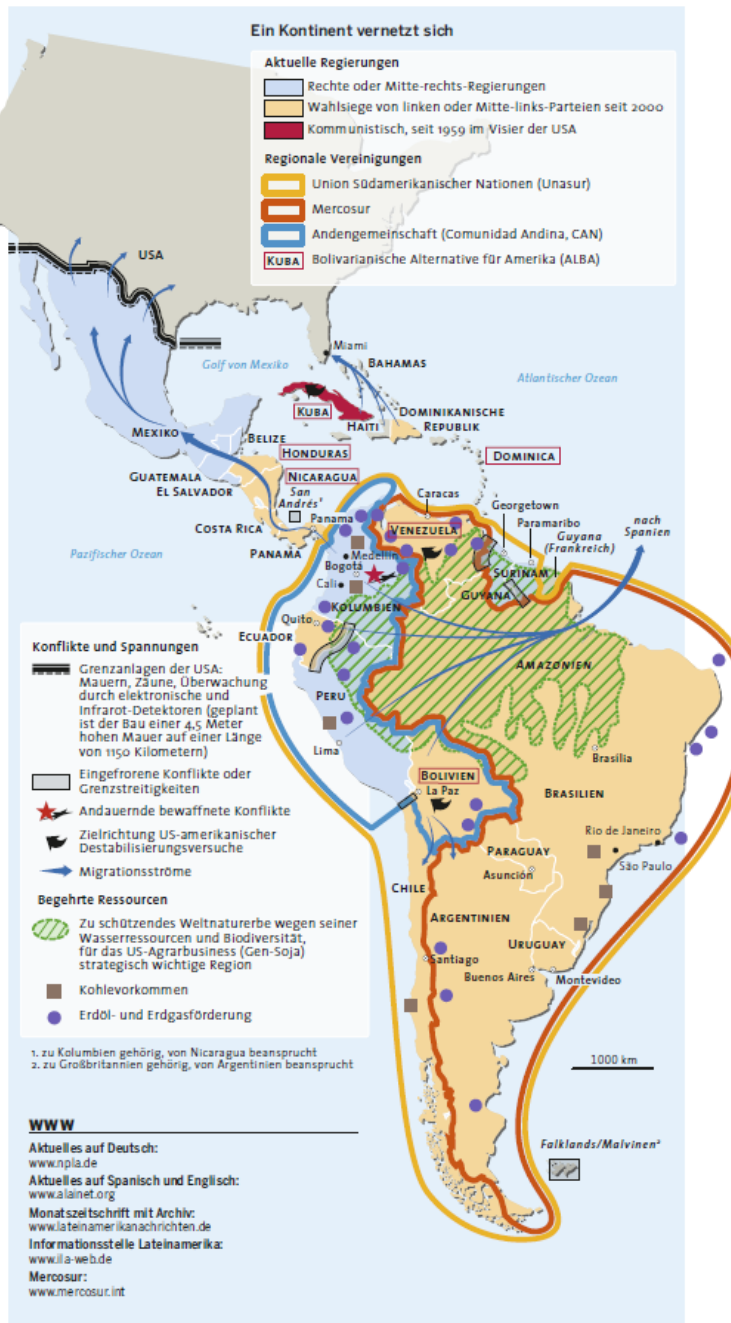 Ein Kontinent vernetzt sich
Aktuelle Regierungen
Rechte oder Mitte-rechts-Regierungen
Wahlsiege von linken oder Mitte-links-Parteien seit 2000
Kommunistisch, seit 1959 im Visier der USA
Regionale Vereinigungen
Union Südamerikanischer Nationen (Unasur)
Mercosur
Andengemeinschaft (Comunidad Andina, CAN)
KUBA Bolivarianische Alternative für Amerika (ALBA)
USA
Miami
Golf von Mexiko
BAHAMAS
Atlantischer Ozean
KUBA
HAITI
DOMINIKANISCHE
REPUBLIK
MEXIKO
BELIZE
HONDURAS
DOMINICA
GUATEMALA
NICARAGUA
EL SALVADOR
San
Andrés¹
COSTA RICA
Panama
PANAMA
Pazifischer Ozean
Caracas
VENEZUELA
Georgetown
Paramaribo
Guyana
(Frankreich)
nach
Spanien
Medellín
Bogotá
Cali
SURINAM
GUYANA
KOLUMBIEN
Quito
ECUADOR
AMAZONIEN
PERU
Lima
Brasília
BOLIVIEN
La Paz
BRASILIEN
Rio de Janeiro
PARAGUAY
São Paulo
Asunción
CHILE
ARGENTINIEN
URUGUAY
Santiago
Buenos Aires
Montevideo
1000 km
Falklands/Malvinen²
Konflikte und Spannungen
Grenzanlagen der USA:
Mauern, Zäune, Überwachung
durch elektronische und
Infrarot-Detektoren (geplant
ist der Bau einer 4,5 Meter
hohen Mauer auf einer Länge
von 1150 Kilometern)
Eingefrorene Konflikte oder
Grenzstreitigkeiten
Andauernde bewaffnete Konflikte
Zielrichtung US-amerikanischer
Destabilisierungsversuche
Migrationsströme
Begehrte Ressourcen
Zu schützendes Weltnaturerbe wegen seiner
Wasserressourcen und Biodiversität,
für das US-Agrarbusiness (Gen-Soja)
strategisch wichtige Region
Kohlevorkommen
Erdöl- und Erdgasförderung
1. zu Kolumbien gehörig, von Nicaragua beansprucht
2. zu Großbritannien gehörig, von Argentinien beansprucht
WWW
Aktuelles auf Deutsch:
www.npla.de
Aktuelles auf Spanisch und Englisch:
www.alainet.org
Monatszeitschrift mit Archiv:
www.lateinamerikanachrichten.de
Informationsstelle Lateinamerika:
www.ila-web.de
Mercosur:
www.mercosur.int